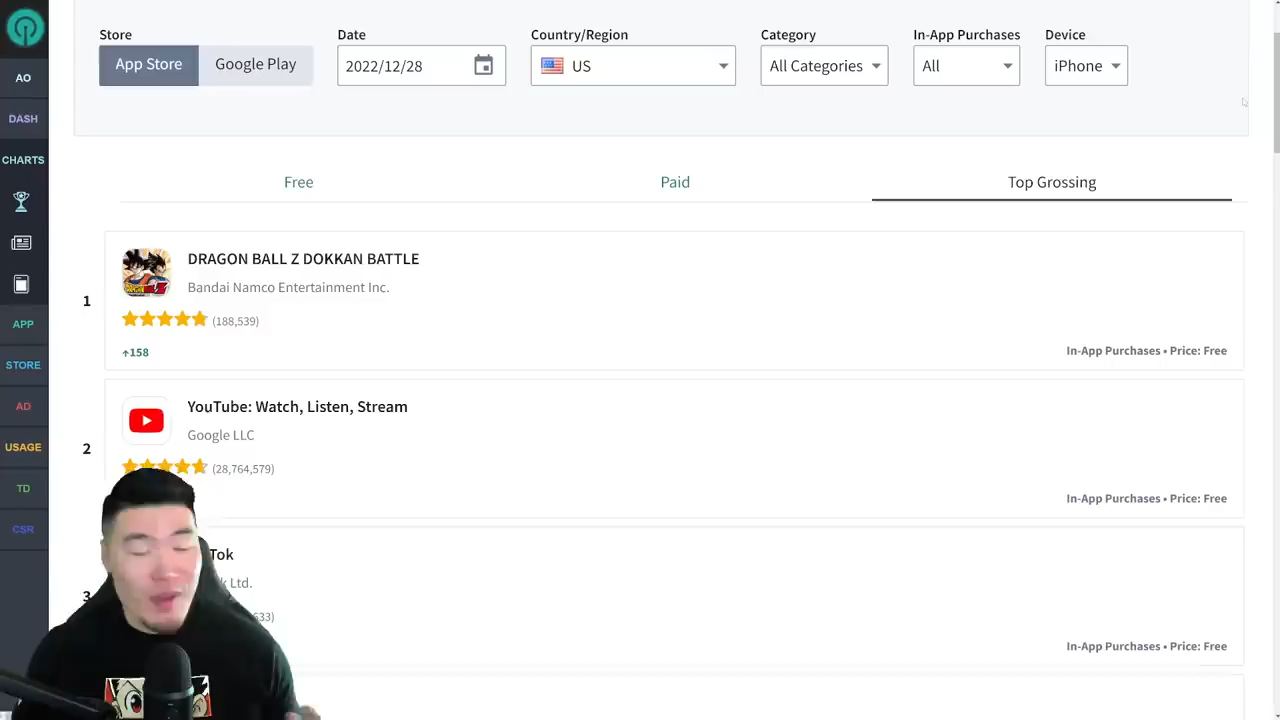 Store
Date
Country/Region
Category
In-App Purchases
Device
App Store
Google Play
2022/12/28
US
All Categories
All
iPhone
AO
DASH
CHARTS
APP
STORE
AD
USAGE
TD
CSR
Free
Paid
Top Grossing
1
DRAGON BALL Z DOKKAN BATTLE
Bandai Namco Entertainment Inc.
(188,539)
↑158
In-App Purchases • Price: Free
2
YouTube: Watch, Listen, Stream
Google LLC
(28,764,579)
In-App Purchases • Price: Free
3
Tok
Ltd.
633)
In-App Purchases • Price: Free